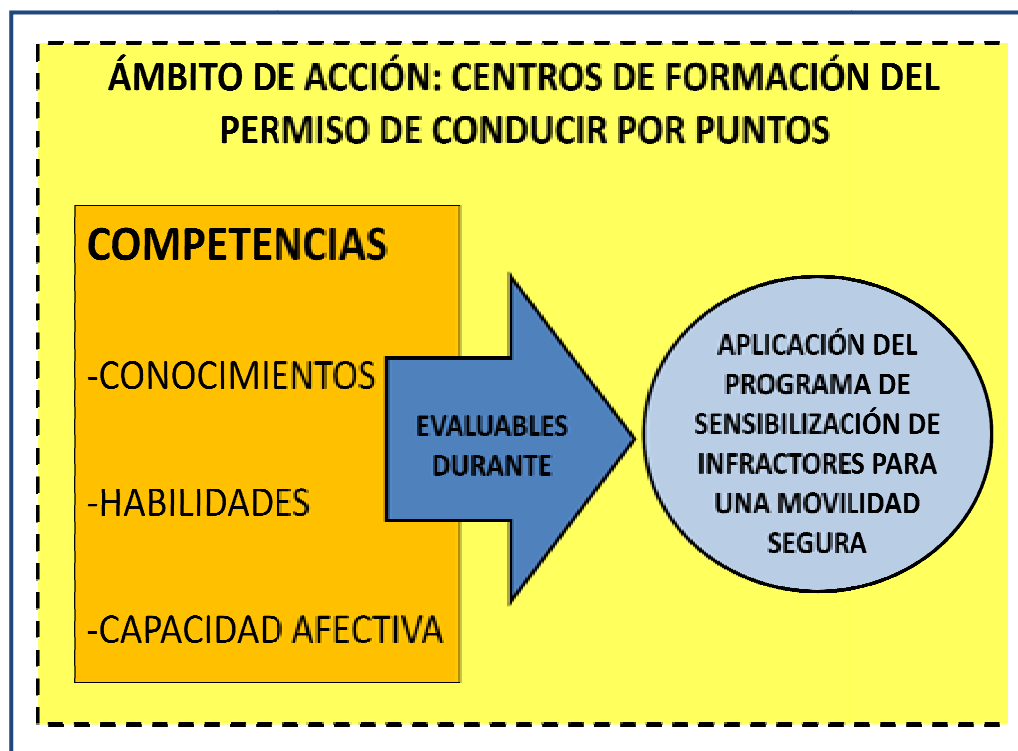 ÁMBITO DE ACCIÓN: CENTROS DE FORMACIÓN DEL
PERMISO DE CONDUCIR POR PUNTOS
COMPETENCIAS
-CONOCIMIENTOS
-HABILIDADES
-CAPACIDAD AFECTIVA
EVALUABLES
DURANTE
APLICACIÓN DEL
PROGRAMA DE
SENSIBILIZACIÓN DE
INFRACTORES PARA
UNA MOVILIDAD
SEGURA